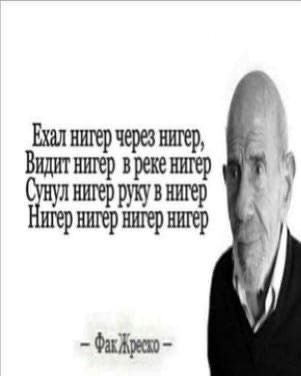 Ехал нигер через нигер,
Видит нигер в реке нигер
Сунул нигер руку в нигер
Нигер нигер нигер нигер
– Фак Жреско –